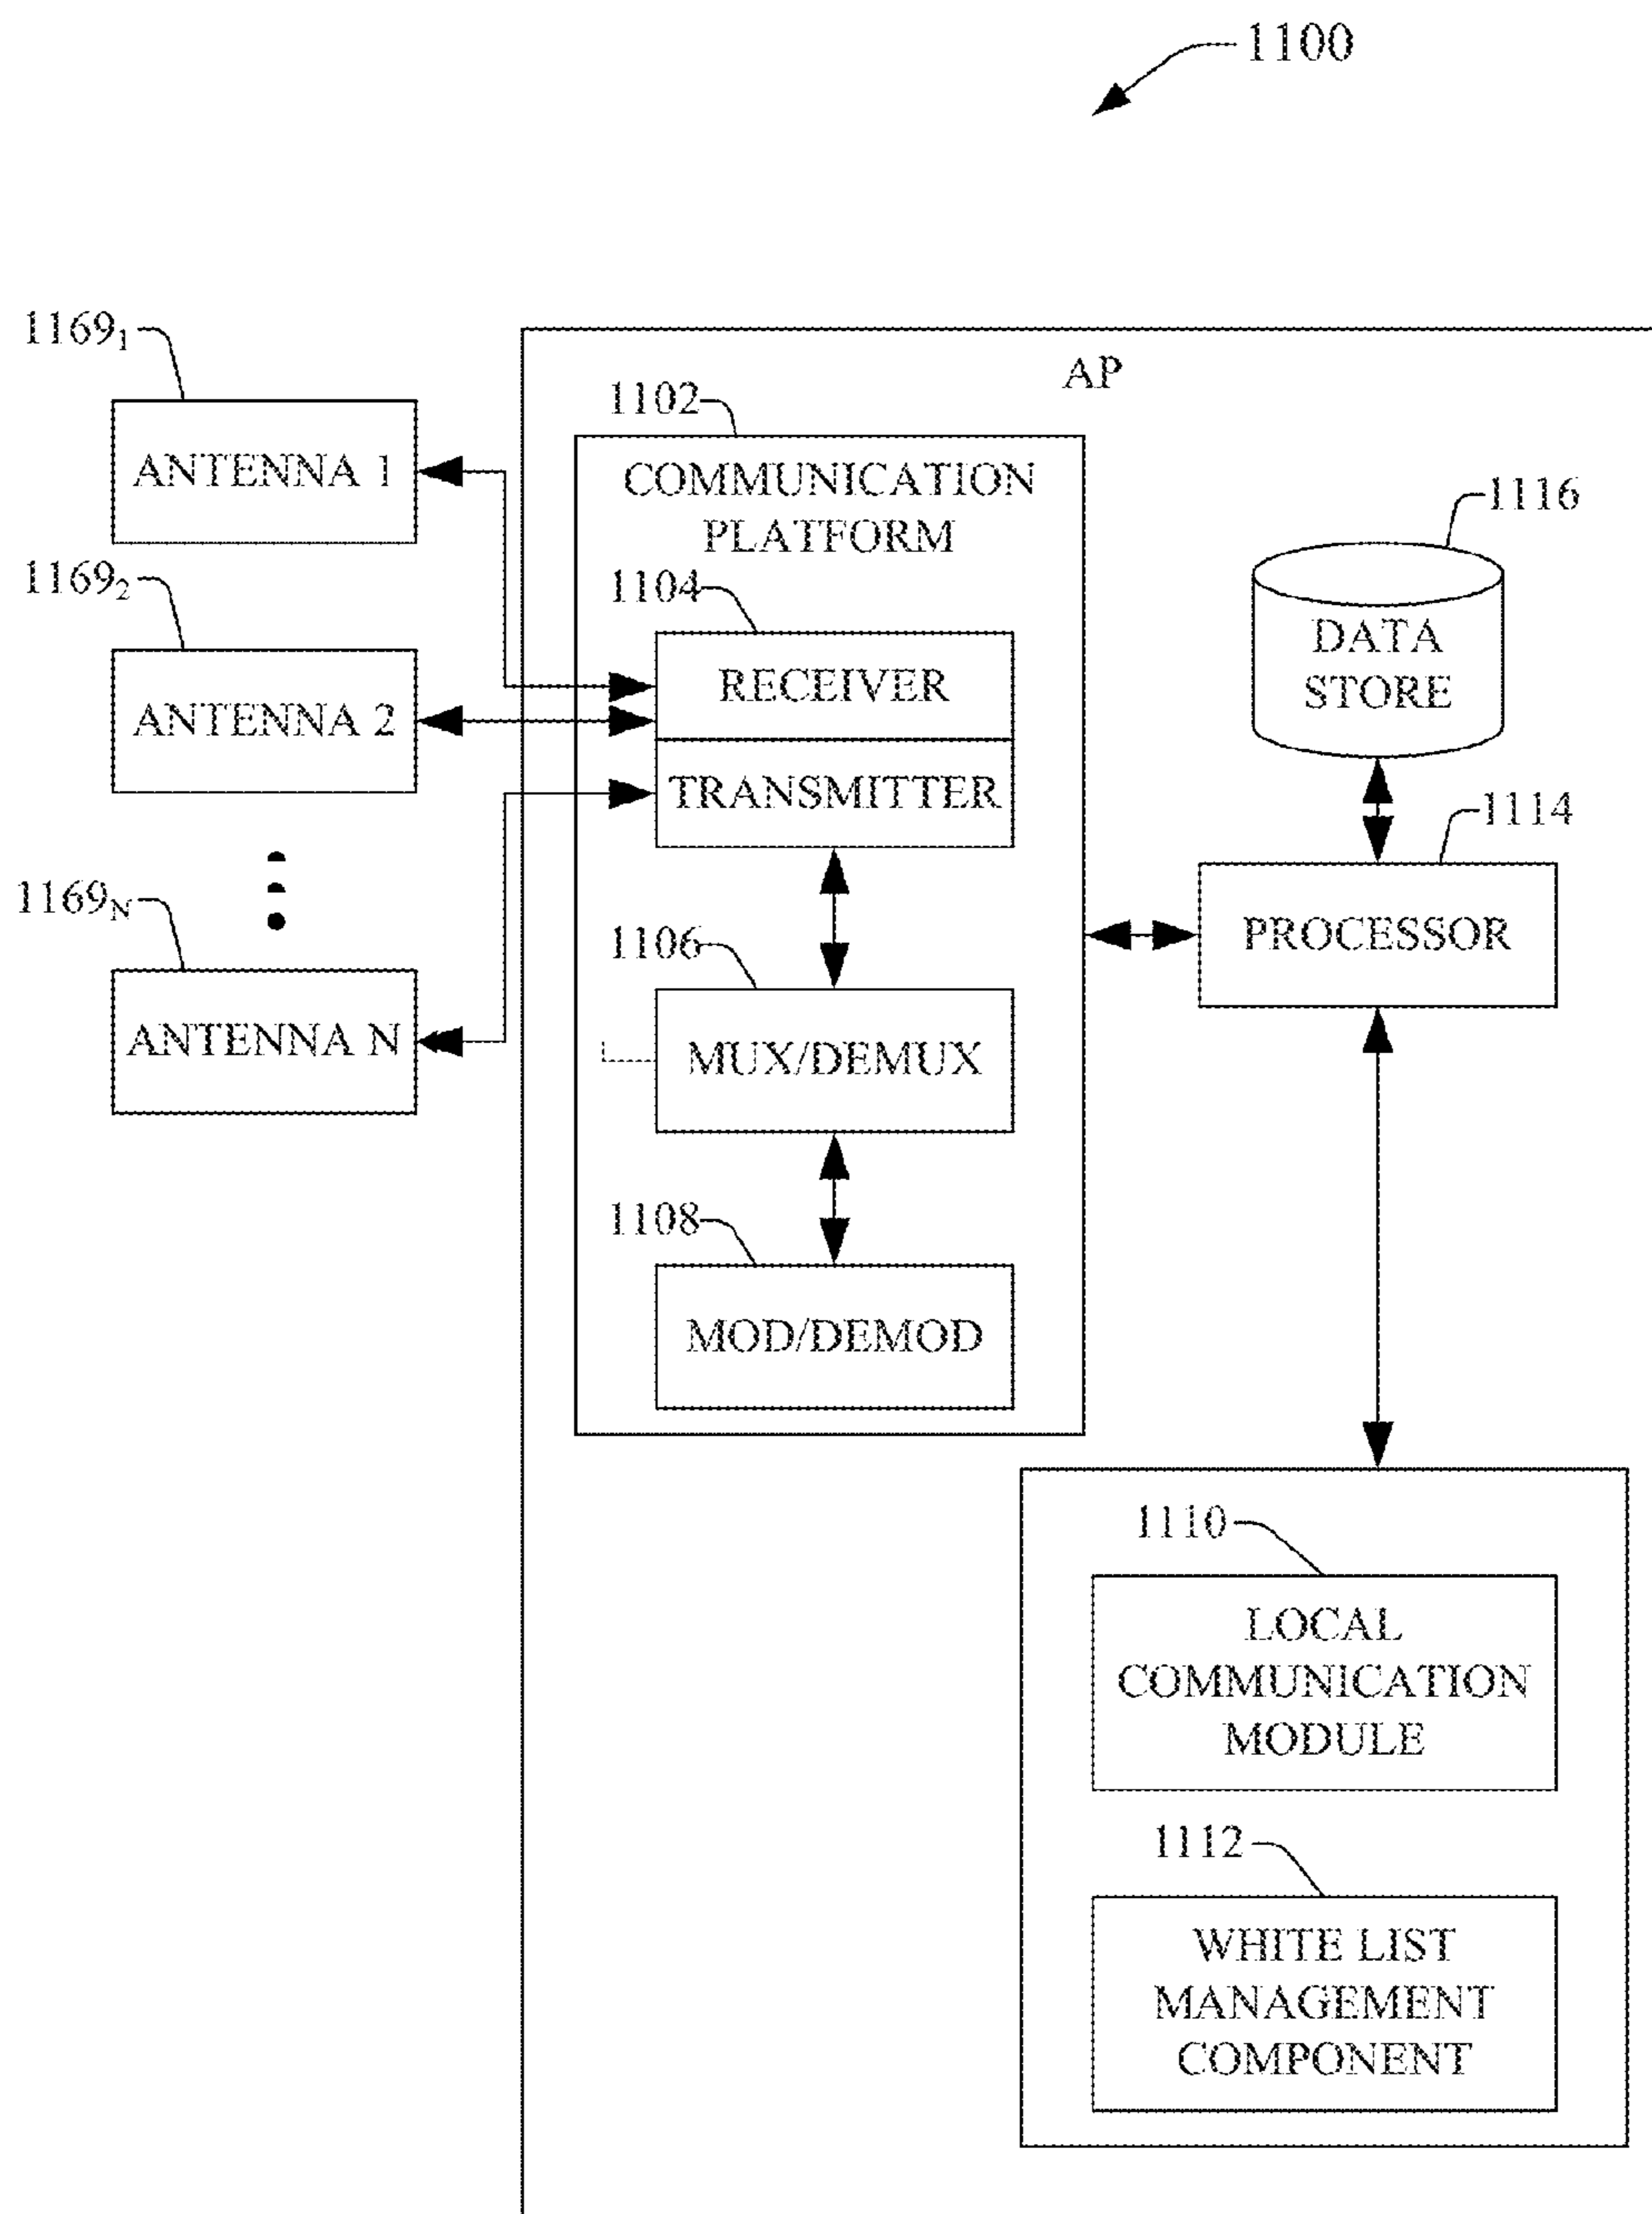 1100
1169₁
AP
1102
ANTENNA 1
COMMUNICATION
PLATFORM
1116
1169₂
1104
DATA
STORE
RECEIVER
ANTENNA 2
TRANSMITTER
1114
1169_N
1106
PROCESSOR
ANTENNA N
MUX/DEMUX
1108
MOD/DEMOD
1110
LOCAL
COMMUNICATION
MODULE
1112
WHITE LIST
MANAGEMENT
COMPONENT